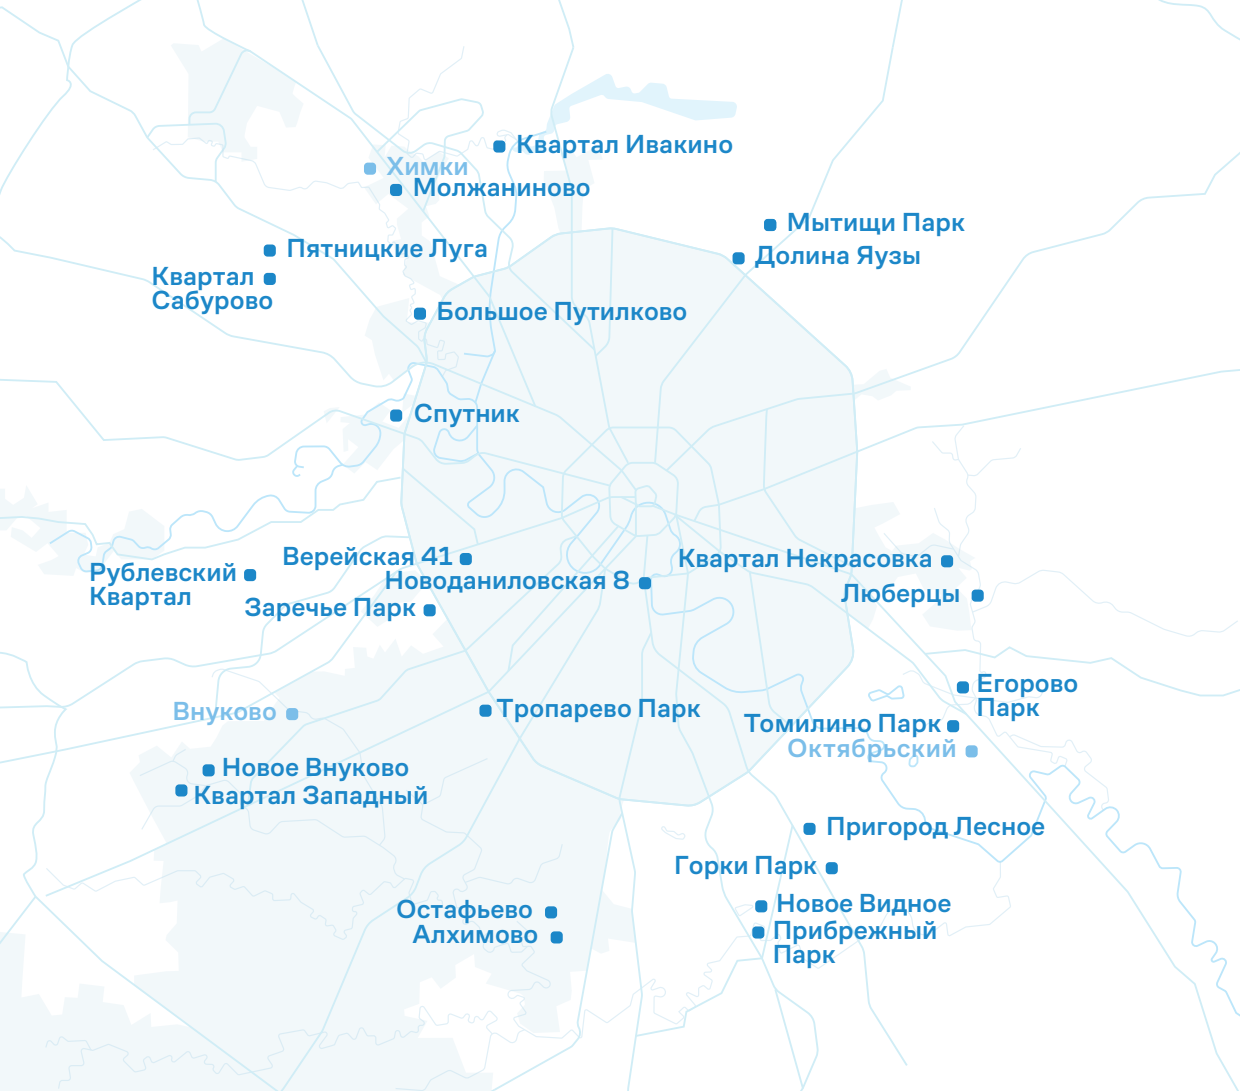 Квартал Ивакино
Химки
Молжаниново
Мытищи Парк
Пятницкие Луга
Долина Яузы
Квартал
Сабурово
Большое Путилково
Спутник
Верейская 41
Квартал Некрасовка
Рублевский
Квартал
Новоданиловская 8
Люберцы
Заречье Парк
Егорово
Парк
Внуково
Тропарево Парк
Томилино Парк
Октябрьский
Новое Внуково
Квартал Западный
Пригород Лесное
Горки Парк
Новое Видное
Остафьево
Алхимово
Прибрежный
Парк